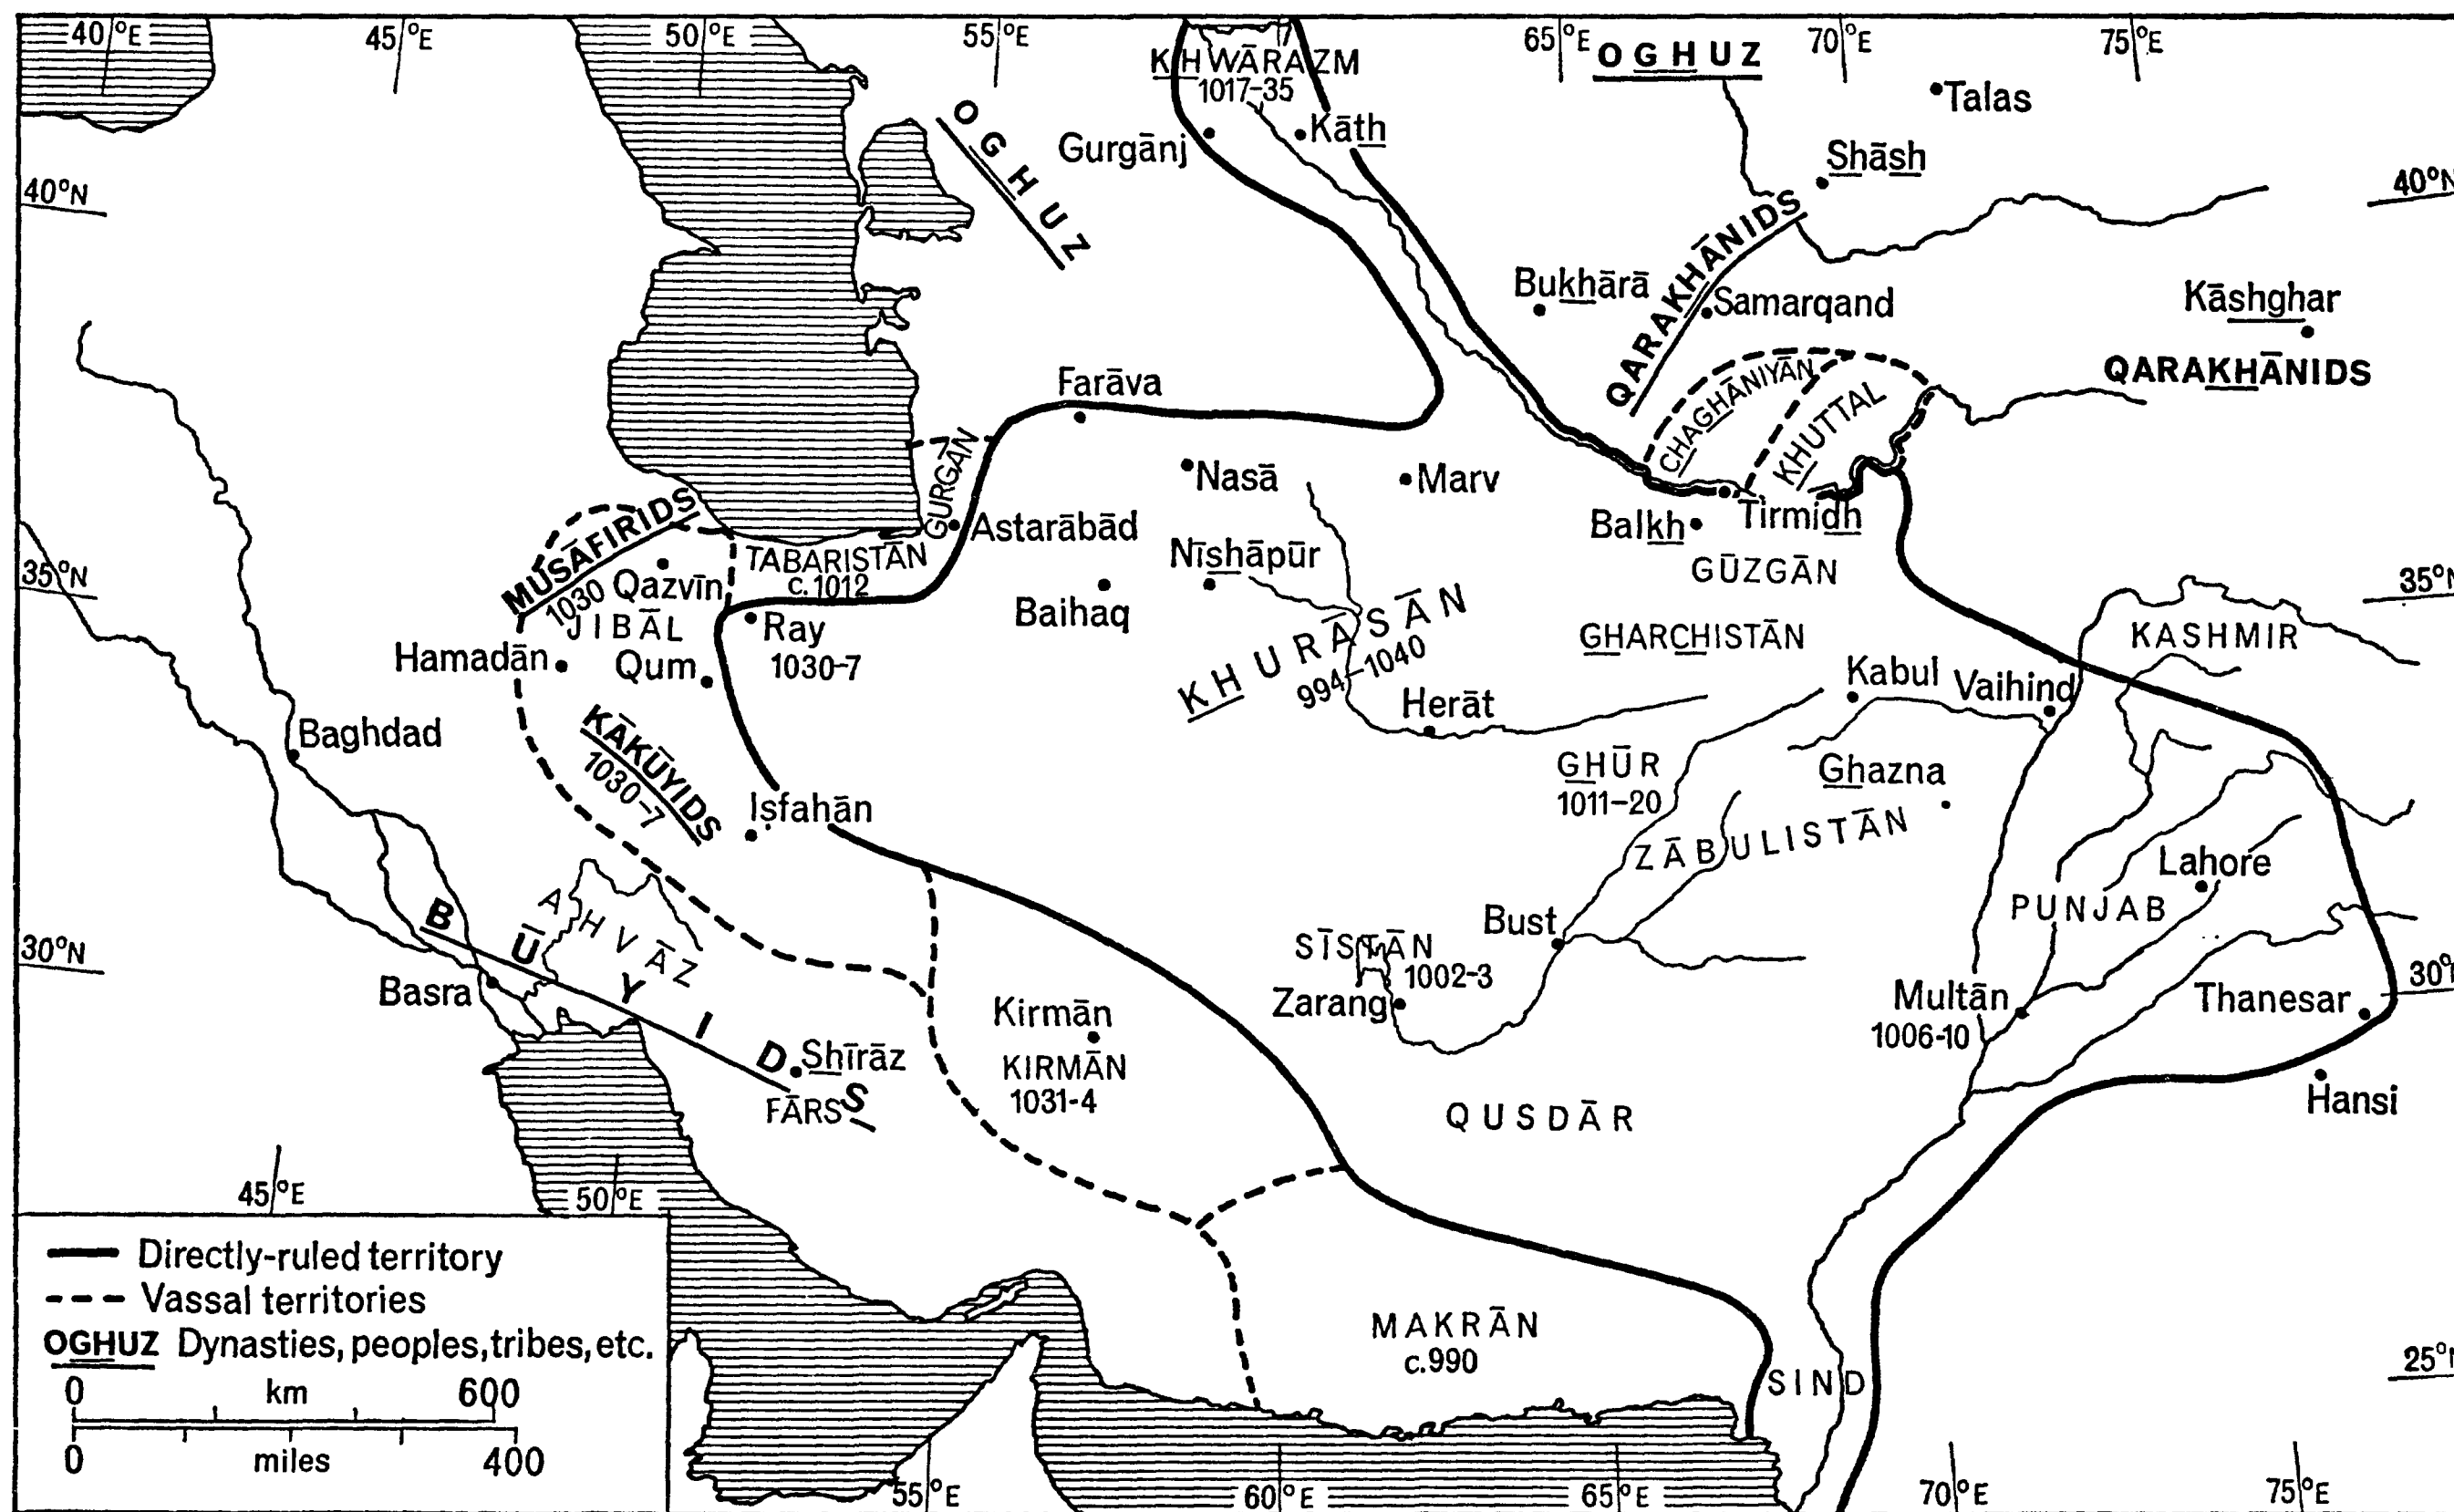 40°E
45°E
50°E
55°E
65°E
70°E
75°E
OGHUZ
KHWĀRAZM
1017-35
Talas
OGHUZ
Gurgānj
Kāth
Shāsh
40°N
40°N
QARAKHĀNIDS
Bukhārā
Samarqand
Kāshghar
QARAKHĀNIDS
CHAGHĀNIYĀN
KHUTTAL
Farāva
GURGĀN
Nasā
Marv
Astarābād
Balkh
Tirmidh
MUSĀFIRIDS
1030
Qazvīn
TABARISTĀN
c.1012
Nīshāpūr
GŪZGĀN
35°N
35°N
Baihaq
JIBĀL
Ray
1030-7
KHURĀSĀN
994-1040
GHARCHISTĀN
KASHMIR
Hamadān
Qum
Herāt
Kabul
Vaihind
Baghdad
KĀKŪYIDS
1030-7
GHŪR
1011-20
Ghazna
Iṣfahān
ZĀBULISTĀN
Lahore
PUNJAB
AHVĀZ
BŪYIDS
Bust
SĪSTĀN
1002-3
30°N
30°
Basra
Zarang
Multān
1006-10
Thanesar
Kirmān
KIRMĀN
1031-4
Shīrāz
FĀRS
QUSDĀR
Hansi
45°E
50°E
Directly-ruled territory
Vassal territories
OGHUZ Dynasties, peoples, tribes, etc.
0 km 600
0 miles 400
MAKRĀN
c.990
SIND
25°N
55°E
60°E
65°E
70°E
75°E